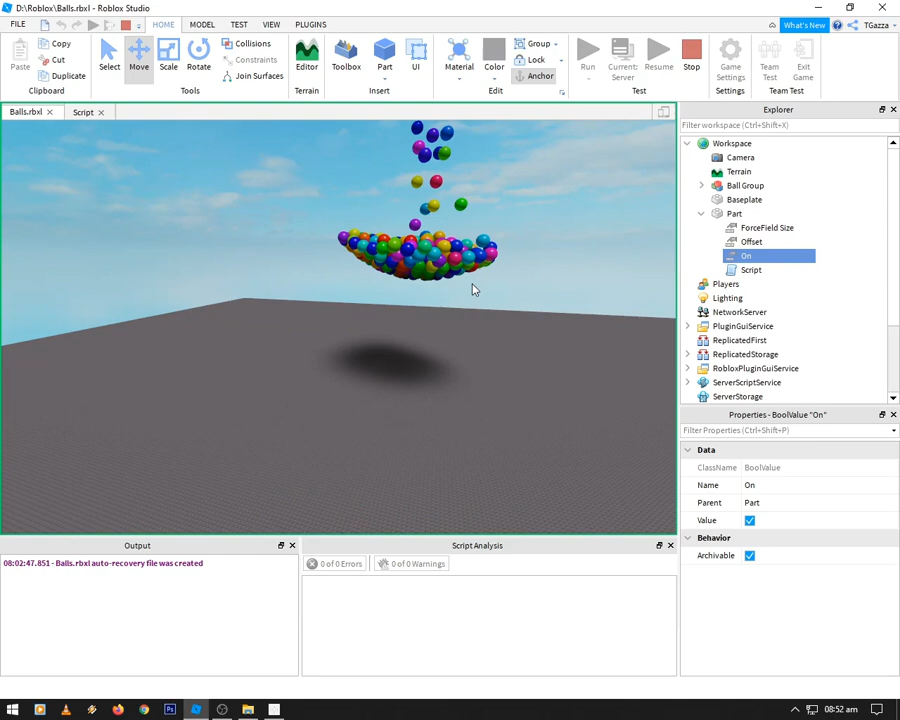 D:\Roblox\Balls.rbxl - Roblox Studio
FILE HOME MODEL TEST VIEW PLUGINS What's New TGazza
Paste Copy Cut Duplicate
Clipboard
Select Move Scale Rotate Collisions Constraints Join Surfaces
Tools
Editor
Terrain
Toolbox Part UI
Insert
Material Color Group Lock Anchor
Edit
Run Current: Server Resume Stop
Test
Game Settings
Settings
Team Test Exit Game
Team Test
Balls.rbxl Script
Explorer
Filter workspace (Ctrl+Shift+X)
Workspace
Camera
Terrain
Ball Group
Baseplate
Part
ForceField Size
Offset
On
Script
Players
Lighting
NetworkServer
PluginGuiService
ReplicatedFirst
ReplicatedStorage
RobloxPluginGuiService
ServerScriptService
ServerStorage
Properties - BoolValue "On"
Filter Properties (Ctrl+Shift+P)
Data
ClassName BoolValue
Name On
Parent Part
Value
Behavior
Archivable
Output
08:02:47.851 - Balls.rbxl auto-recovery file was created
Script Analysis
0 of 0 Errors 0 of 0 Warnings
08:52 am